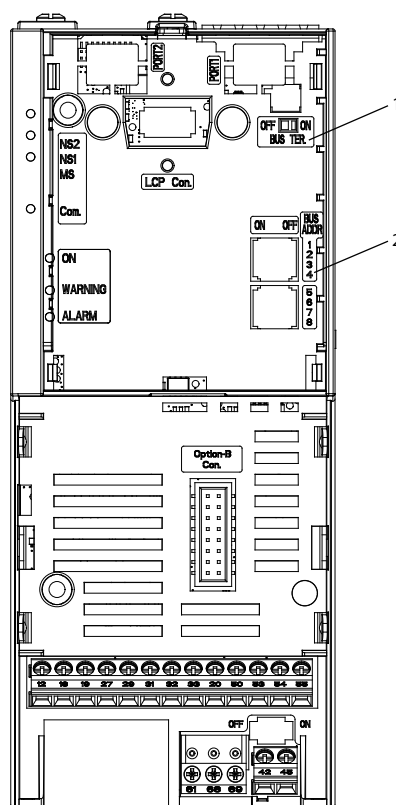 PORT2
PORT1
1
OFF ON
BUS TER.
NS2
NS1
MS
Com.
LCP Con.
ON OFF
BUS
ADDR
1
2
3
4
2
5
6
7
8
ON
WARNING
ALARM
Option-B
Con.
12 18 19 27 29 31 32 33 20 50 53 54 55
OFF ON
61 68 69
42 45